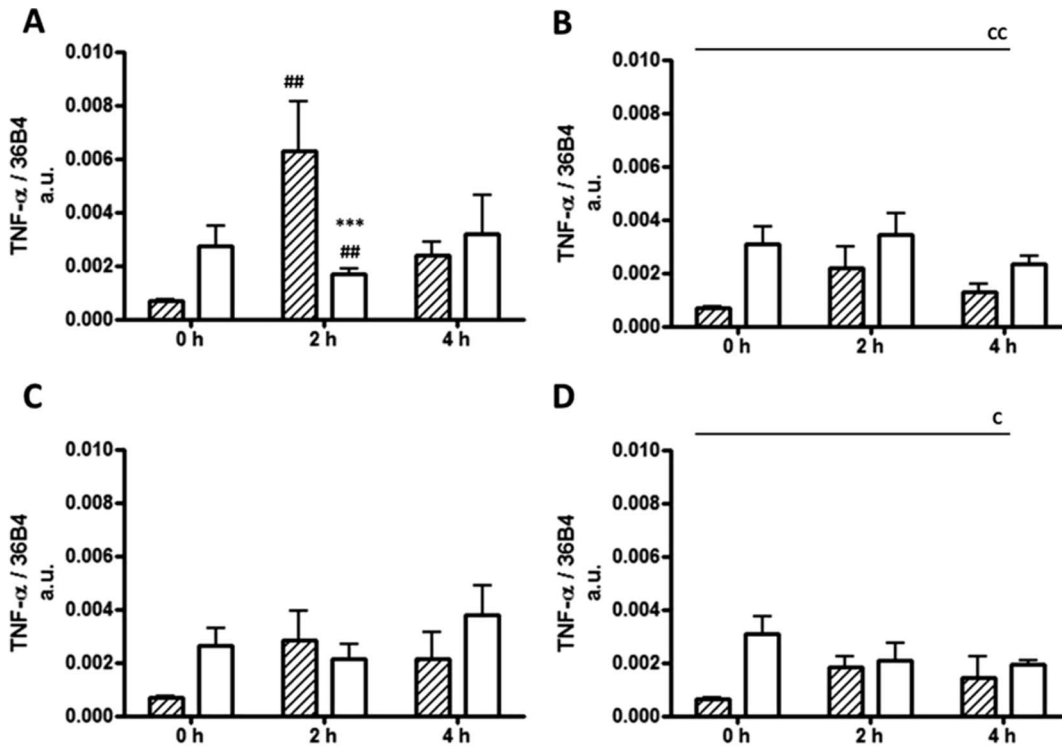 A
TNF-α / 36B4
a.u.
0.010
0.008
0.006
0.004
0.002
0.000
##
***
##
0 h 2 h 4 h
B
cc
TNF-α / 36B4
a.u.
0.010
0.008
0.006
0.004
0.002
0.000
0 h 2 h 4 h
C
TNF-α / 36B4
a.u.
0.010
0.008
0.006
0.004
0.002
0.000
0 h 2 h 4 h
D
c
TNF-α / 36B4
a.u.
0.010
0.008
0.006
0.004
0.002
0.000
0 h 2 h 4 h